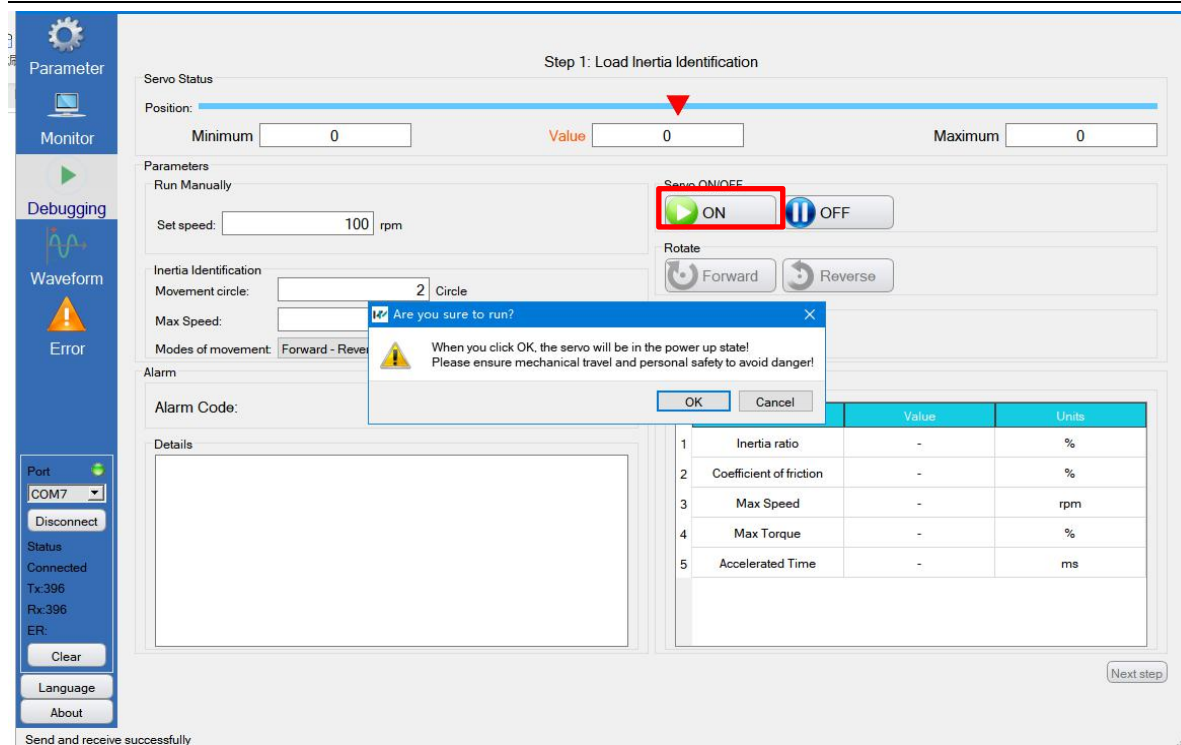 Parameter
Monitor
Debugging
Waveform
Error
Port
COM7
Disconnect
Status
Connected
Tx:396
Rx:396
ER:
Clear
Language
About
Step 1: Load Inertia Identification
Servo Status
Position:
Minimum 0 Value 0 Maximum 0
Parameters
Run Manually
Set speed: 100 rpm
Servo ON/OFF
ON OFF
Rotate
Forward Reverse
Inertia Identification
Movement circle: 2 Circle
Max Speed:
Modes of movement: Forward - Rever
Are you sure to run?
When you click OK, the servo will be in the power up state!
Please ensure mechanical travel and personal safety to avoid danger!
OK Cancel
Alarm
Alarm Code:
Details
Value Units
1 Inertia ratio - %
2 Coefficient of friction - %
3 Max Speed - rpm
4 Max Torque - %
5 Accelerated Time - ms
Next step
Send and receive successfully